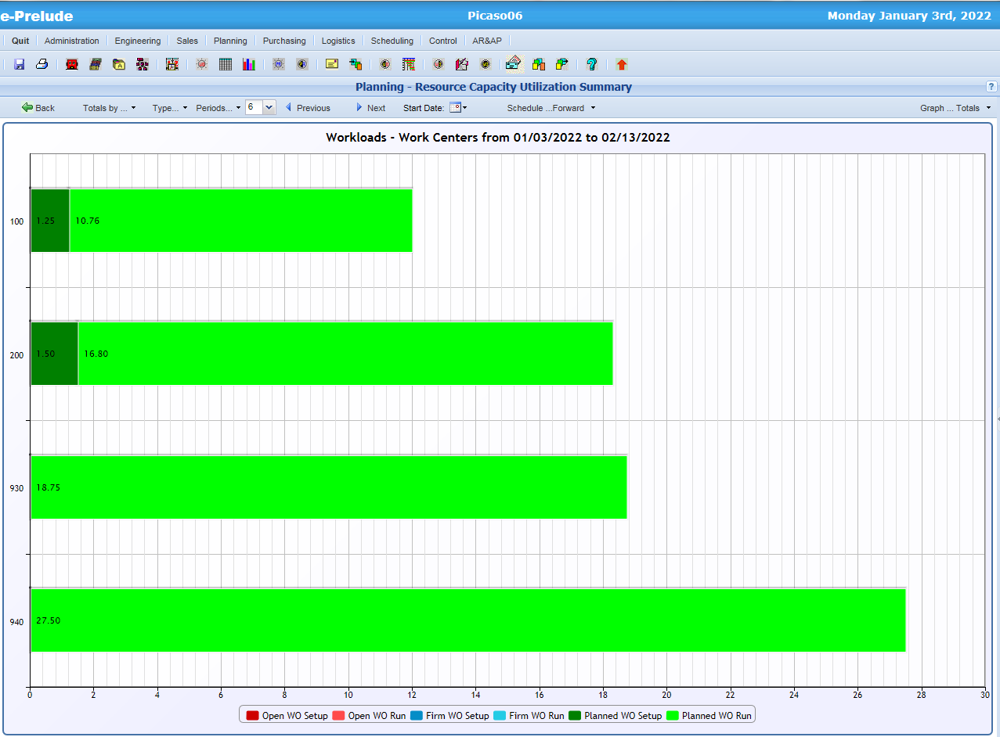 e-Prelude Picaso06 Monday January 3rd, 2022
Quit Administration Engineering Sales Planning Purchasing Logistics Scheduling Control AR&AP
Planning - Resource Capacity Utilization Summary ?
Back Totals by ... Type... Periods... 6 Previous Next Start Date: Schedule ...Forward Graph ... Totals
Workloads - Work Centers from 01/03/2022 to 02/13/2022
100 1.25 10.76
200 1.50 16.80
930 18.75
940 27.50
0 2 4 6 8 10 12 14 16 18 20 22 24 26 28 30
Open WO Setup Open WO Run Firm WO Setup Firm WO Run Planned WO Setup Planned WO Run